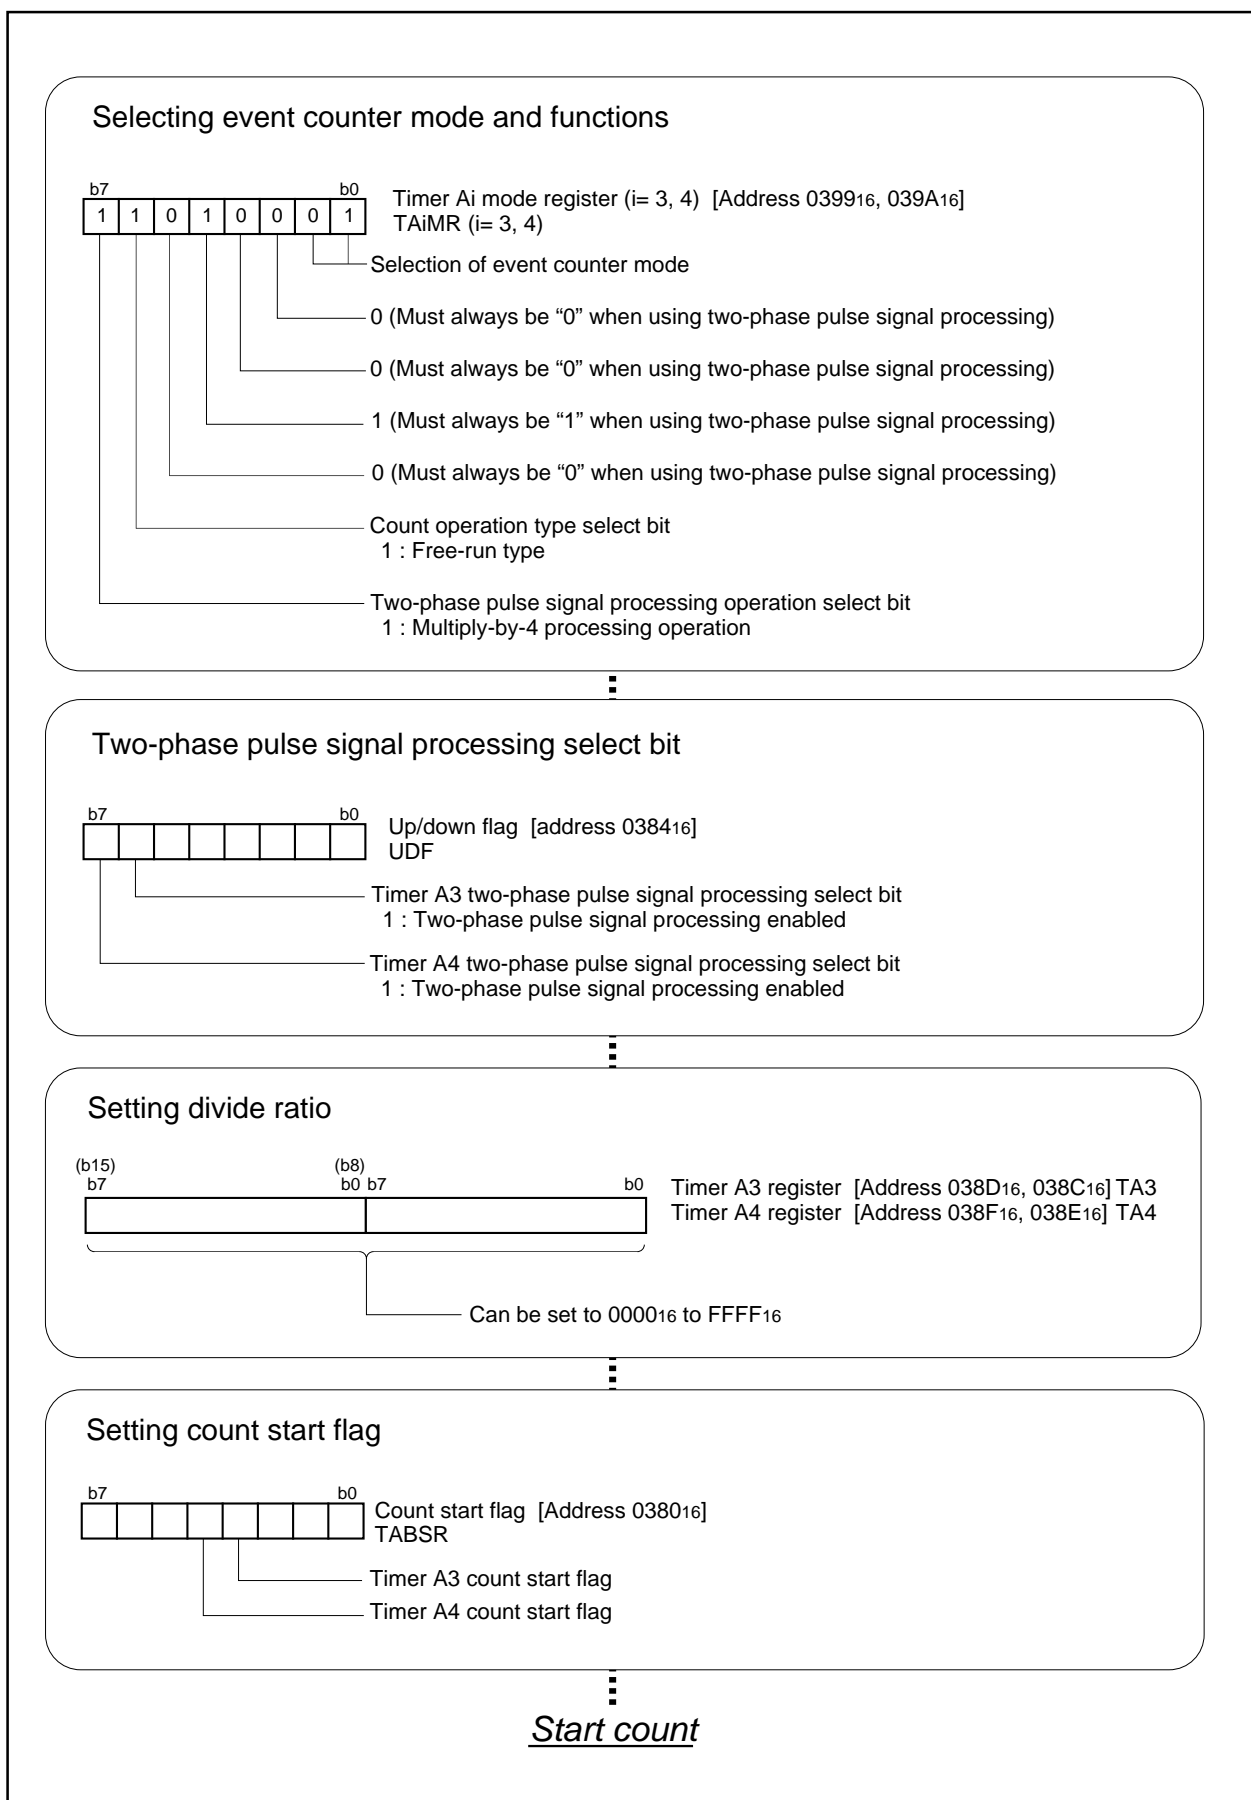 Selecting event counter mode and functions
b7 b0
1 1 0 1 0 0 0 1
Timer Ai mode register (i= 3, 4) [Address 039916, 039A16]
TAiMR (i= 3, 4)
Selection of event counter mode
0 (Must always be “0” when using two-phase pulse signal processing)
0 (Must always be “0” when using two-phase pulse signal processing)
1 (Must always be “1” when using two-phase pulse signal processing)
0 (Must always be “0” when using two-phase pulse signal processing)
Count operation type select bit
1 : Free-run type
Two-phase pulse signal processing operation select bit
1 : Multiply-by-4 processing operation
Two-phase pulse signal processing select bit
b7 b0
Up/down flag [address 038416]
UDF
Timer A3 two-phase pulse signal processing select bit
1 : Two-phase pulse signal processing enabled
Timer A4 two-phase pulse signal processing select bit
1 : Two-phase pulse signal processing enabled
Setting divide ratio
(b15) (b8)
b7 b0 b7 b0
Timer A3 register [Address 038D16, 038C16] TA3
Timer A4 register [Address 038F16, 038E16] TA4
Can be set to 000016 to FFFF16
Setting count start flag
b7 b0
Count start flag [Address 038016]
TABSR
Timer A3 count start flag
Timer A4 count start flag
Start count